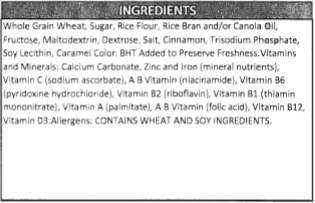 INGREDIENTS
Whole Grain Wheat, Sugar, Rice Flour, Rice Bran and/or Canola Oil,
Fructose, Maltodextrin, Dextrose, Salt, Cinnamon, Trisodium Phosphate,
Soy Lecithin, Caramel Color. BHT Added to Preserve Freshness.Vitamins
and Minerals: Calcium Carbonate, Zinc and Iron (mineral nutrients),
Vitamin C (sodium ascorbate), A B Vitamin (niacinamide), Vitamin B6
(pyridoxine hydrochloride), Vitamin B2 (riboflavin), Vitamin B1 (thiamin
mononitrate), Vitamin A (palmitate), A B Vitamin (folic acid), Vitamin B12,
Vitamin D3.Allergens: CONTAINS WHEAT AND SOY INGREDIENTS.